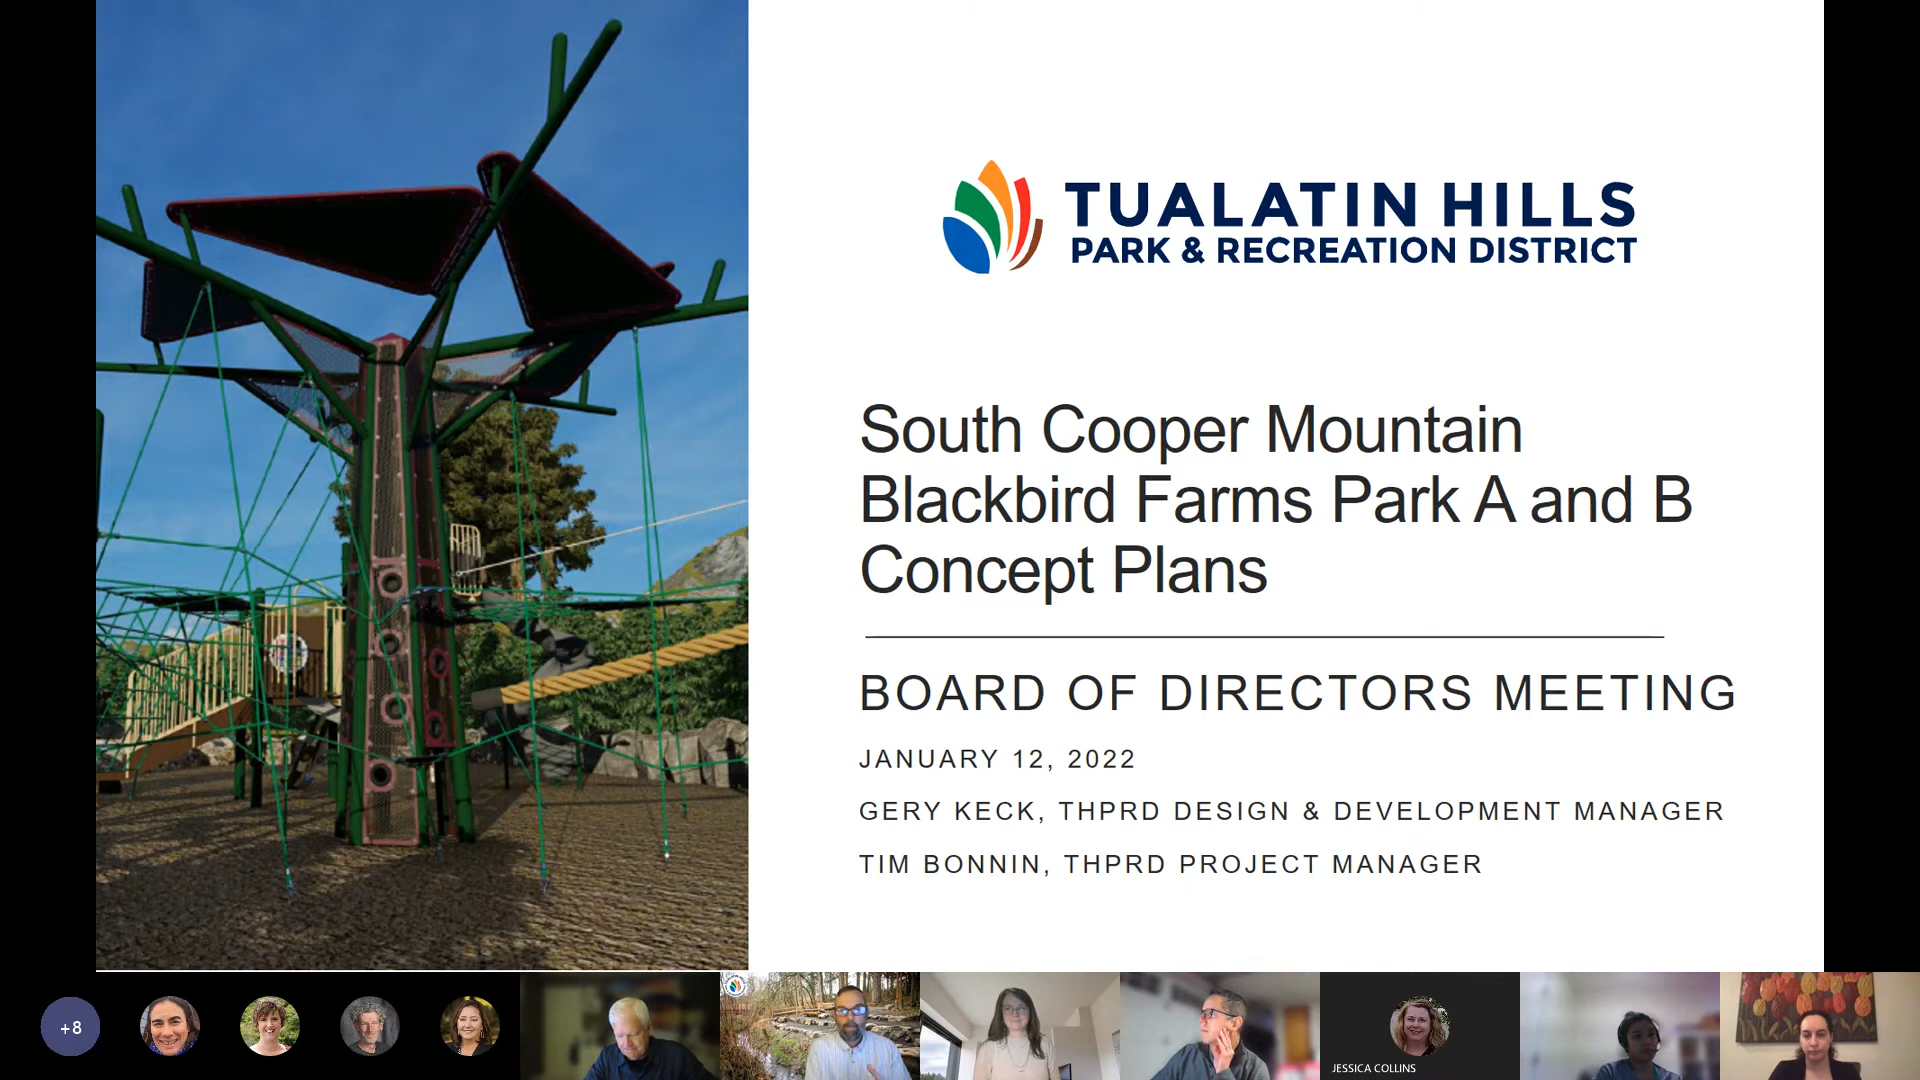 TUALATIN HILLS
PARK & RECREATION DISTRICT
South Cooper Mountain
Blackbird Farms Park A and B
Concept Plans
BOARD OF DIRECTORS MEETING
JANUARY 12, 2022
GERY KECK, THPRD DESIGN & DEVELOPMENT MANAGER
TIM BONNIN, THPRD PROJECT MANAGER
+8
JESSICA COLLINS